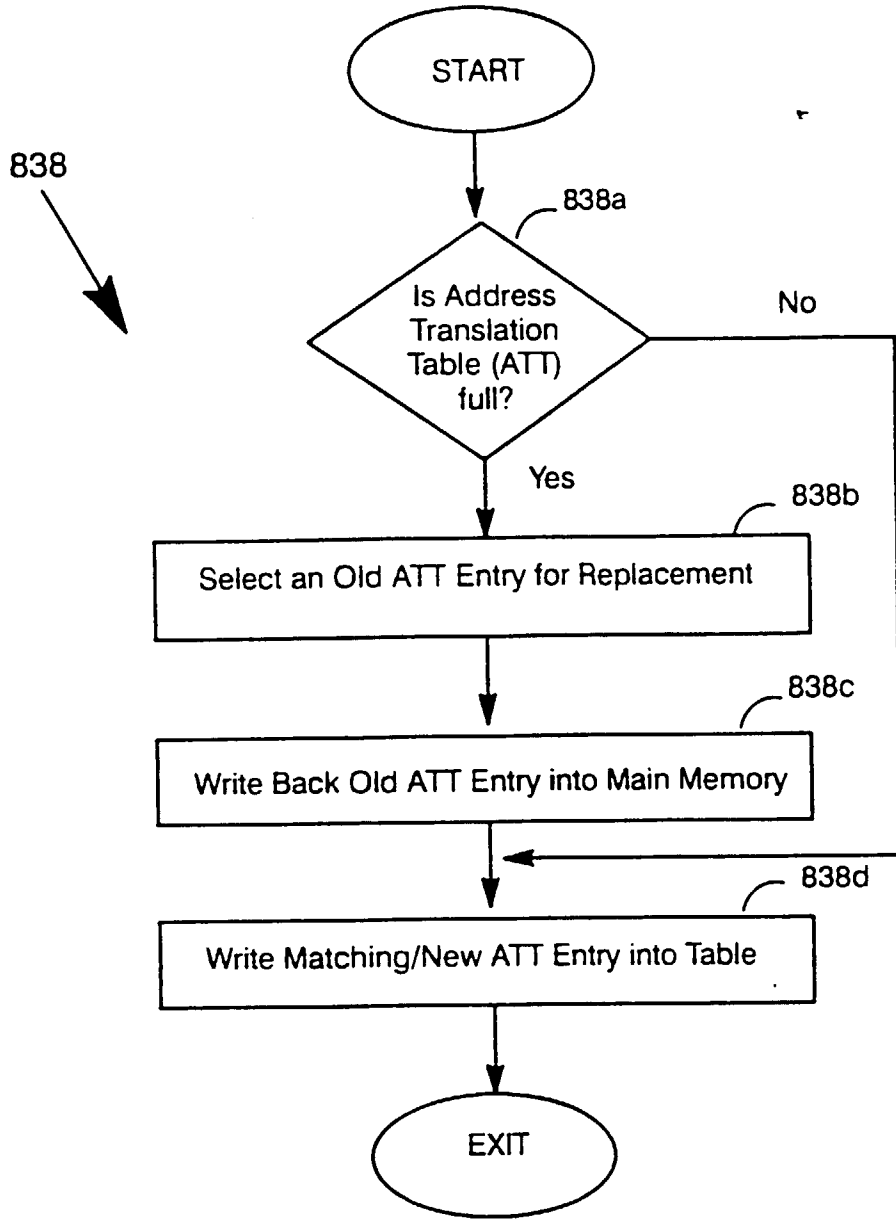 START
838
838a
Is Address
Translation
Table (ATT)
full?
No
Yes
838b
Select an Old ATT Entry for Replacement
838c
Write Back Old ATT Entry into Main Memory
838d
Write Matching/New ATT Entry into Table
EXIT